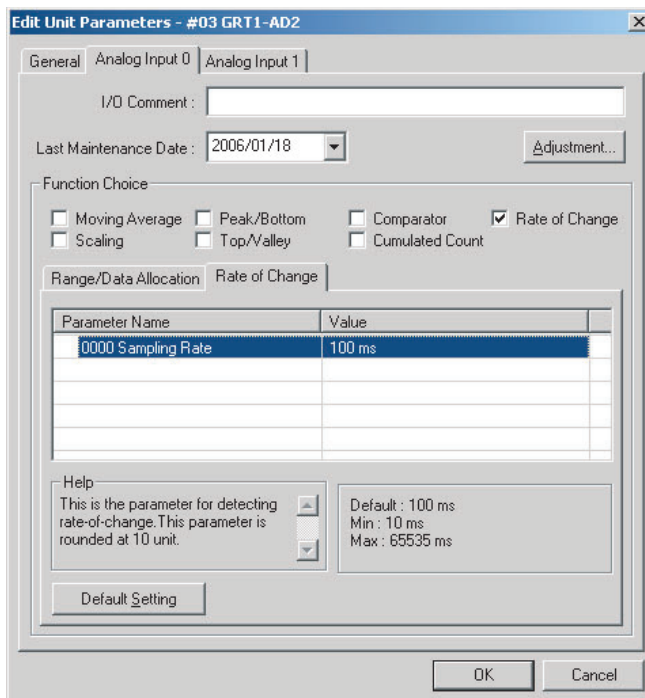 Edit Unit Parameters - #03 GRT1-AD2
General Analog Input 0 Analog Input 1
I/O Comment :
Last Maintenance Date : 2006/01/18 Adjustment...
Function Choice
Moving Average Peak/Bottom Comparator Rate of Change
Scaling Top/Valley Cumulated Count
Range/Data Allocation Rate of Change
Parameter Name Value
0000 Sampling Rate 100 ms
Help
This is the parameter for detecting
rate-of-change.This parameter is
rounded at 10 unit.
Default : 100 ms
Min : 10 ms
Max : 65535 ms
Default Setting
OK Cancel